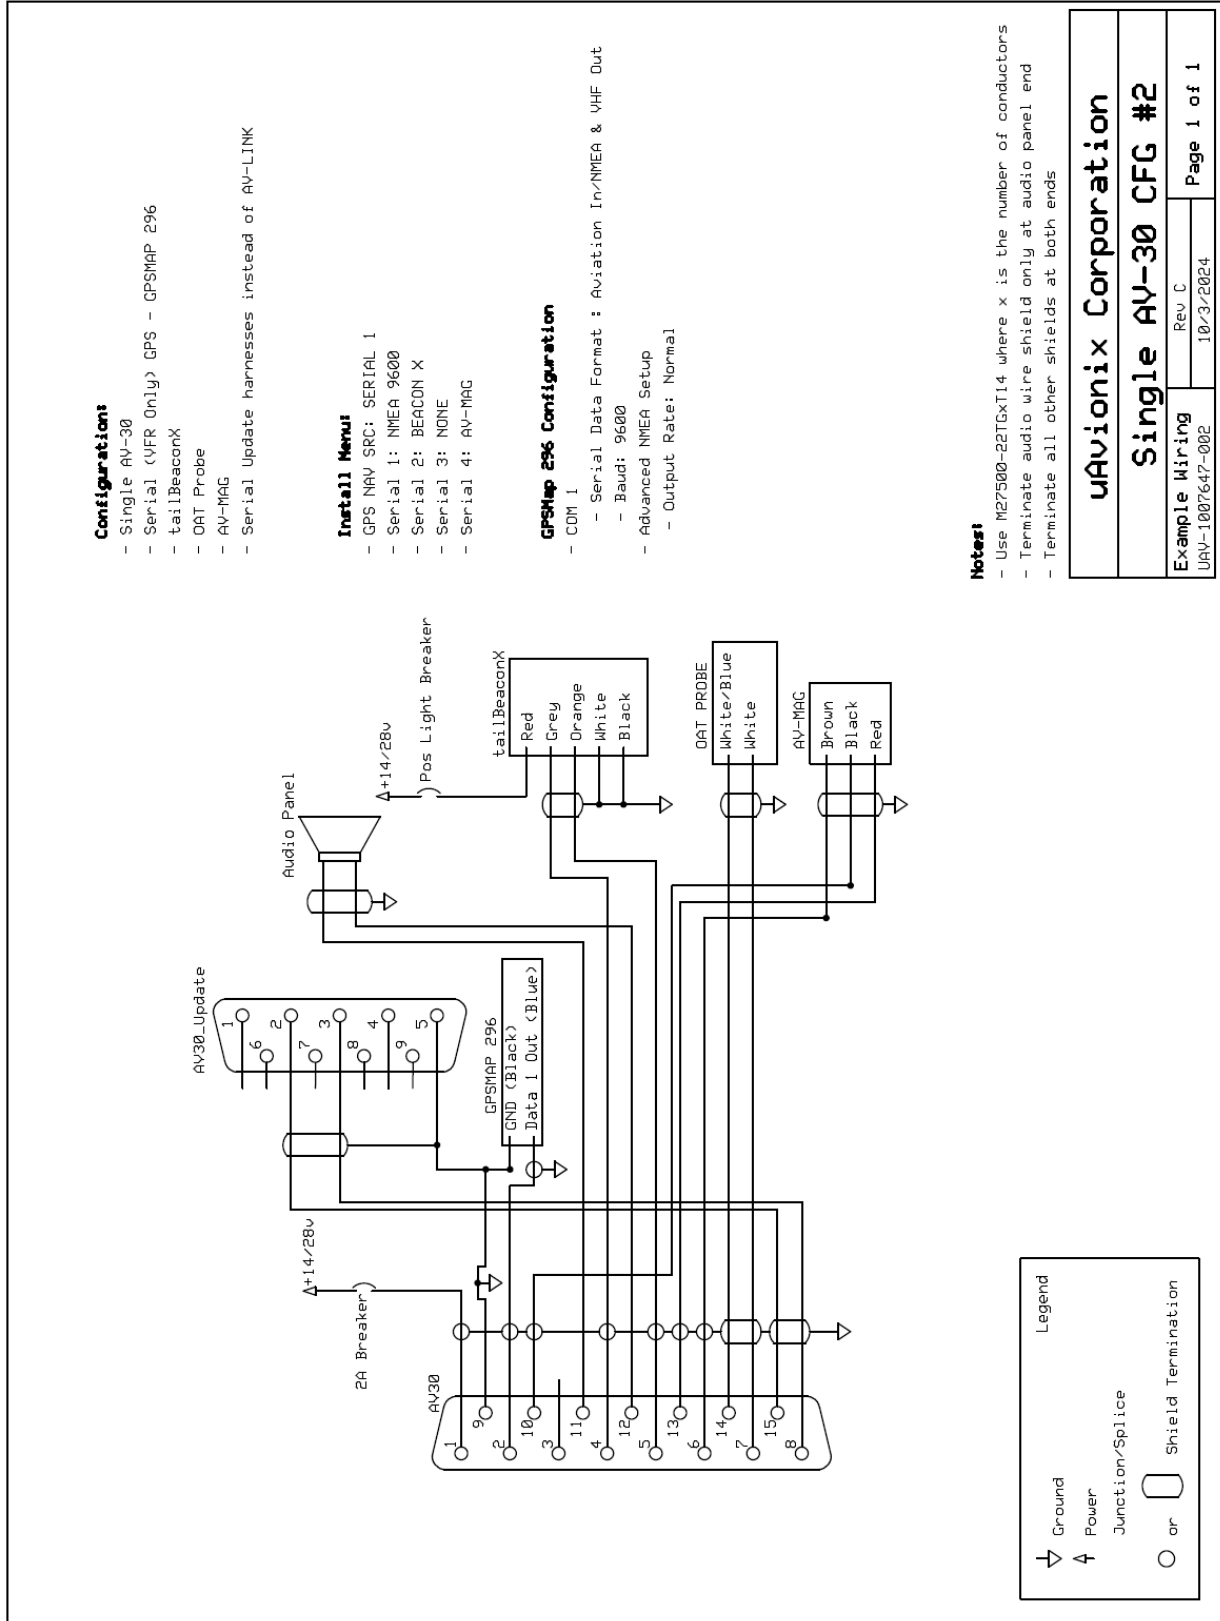 Configuration:
- Single AV-30
- Serial (VFR Only) GPS - GPSMAP 296
- tailBeaconX
- OAT Probe
- AV-MAG
- Serial Update harnesses instead of AV-LINK
Install Menu:
- GPS NAV SRC: SERIAL 1
- Serial 1: NMEA 9600
- Serial 2: BEACON X
- Serial 3: NONE
- Serial 4: AV-MAG
GPSMap 296 Configuration
- COM 1
- Serial Data Format : Aviation In/NMEA & VHF Out
- Baud: 9600
- Advanced NMEA Setup
- Output Rate: Normal
Notes:
- Use M27500-22TGxT14 where x is the number of conductors
- Terminate audio wire shield only at audio panel end
- Terminate all other shields at both ends
uAvionix Corporation
Single AV-30 CFG #2
Example Wiring
UAV-1007647-002
Rev C
10/3/2024
Page 1 of 1
Audio Panel
+14/28v
Pos Light Breaker
tailBeaconX
Red
Grey
Orange
White
Black
OAT PROBE
White/Blue
White
AV-MAG
Brown
Black
Red
AV30_Update
1
6
2
7
3
8
4
9
5
GPSMAP 296
GND (Black)
Data 1 Out (Blue)
+14/28v
2A Breaker
AV30
1
9
2
10
3
11
4
12
5
13
6
14
7
15
8
Legend
Ground
Power
Junction/Splice
or
Shield Termination